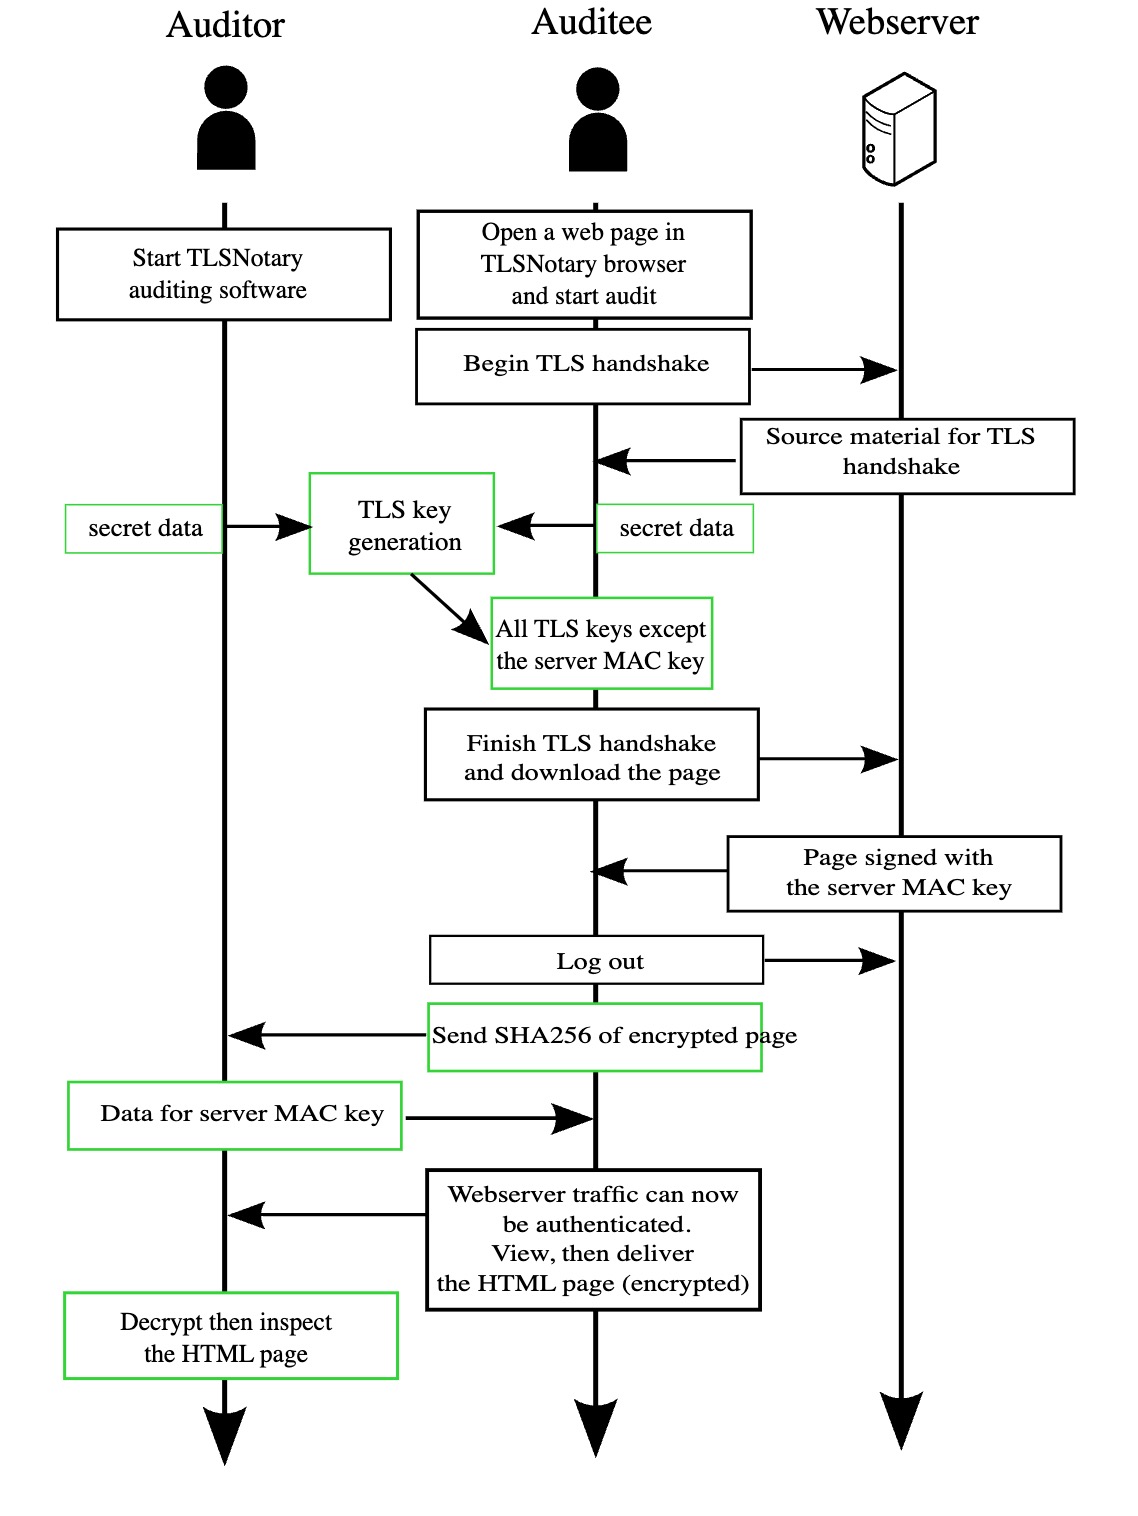 Auditor
Auditee
Webserver
Start TLSNotary
auditing software
Open a web page in
TLSNotary browser
and start audit
Begin TLS handshake
Source material for TLS
handshake
secret data
TLS key
generation
secret data
All TLS keys except
the server MAC key
Finish TLS handshake
and download the page
Page signed with
the server MAC key
Log out
Send SHA256 of encrypted page
Data for server MAC key
Webserver traffic can now
be authenticated.
View, then deliver
the HTML page (encrypted)
Decrypt then inspect
the HTML page